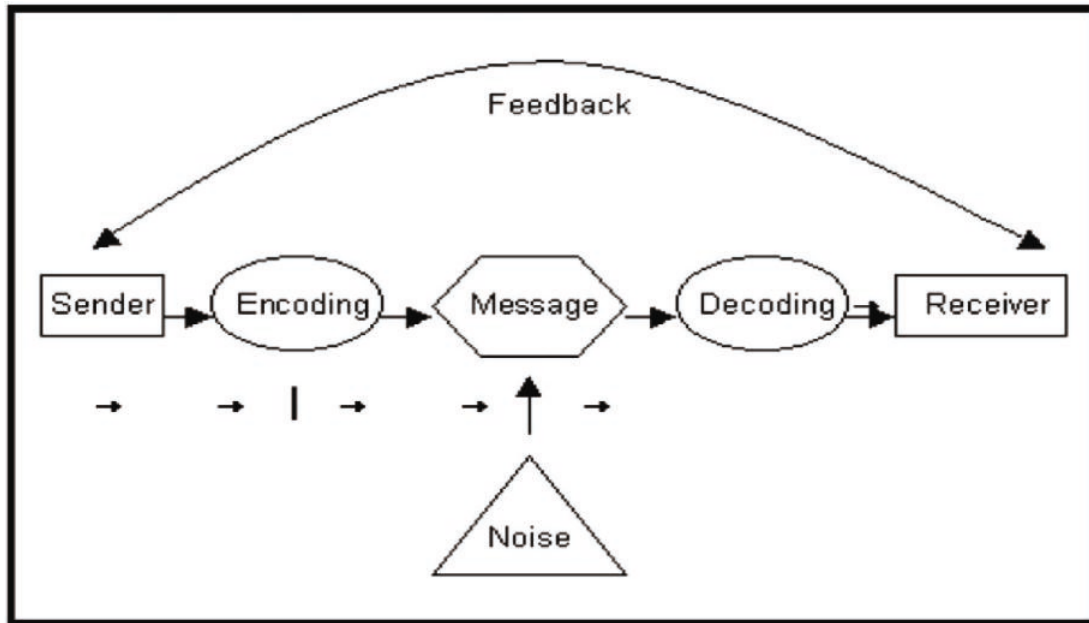 Feedback
Sender
Encoding
Message
Decoding
Receiver
Noise